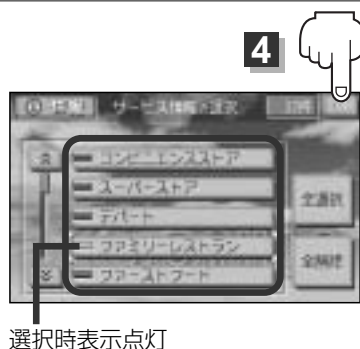 4
サービス情報の選択
コンビニエンスストア
スーパーストア
デパート
ファミリーレストラン
ファーストフード
全選択
全解除
選択時表示点灯